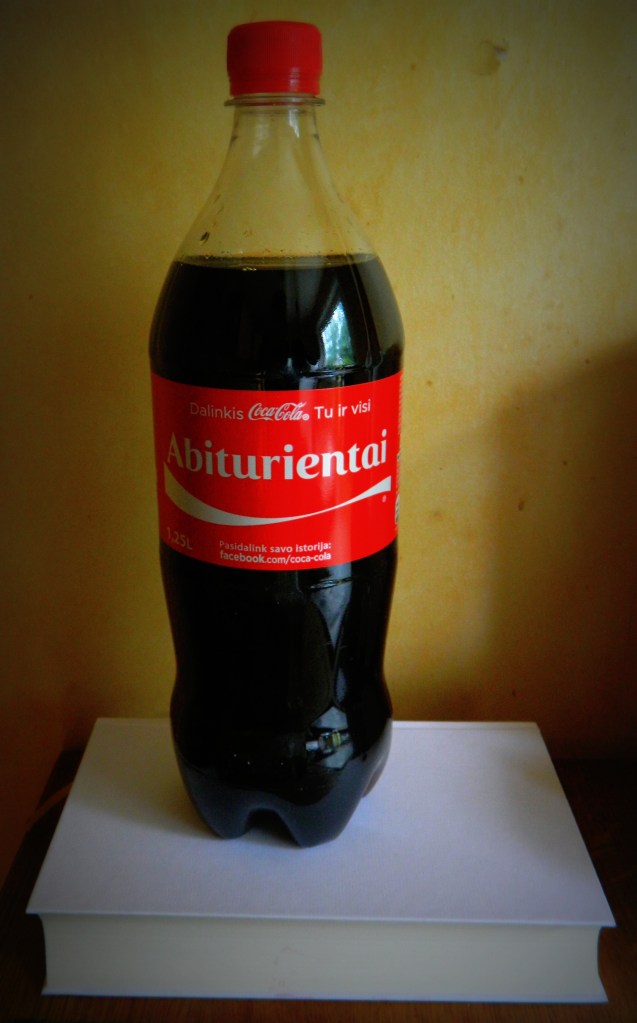 Dalinkis Coca-Cola® Tu ir visi
Abiturientai
®
1,25L
Pasidalink savo istorija:
facebook.com/coca-cola